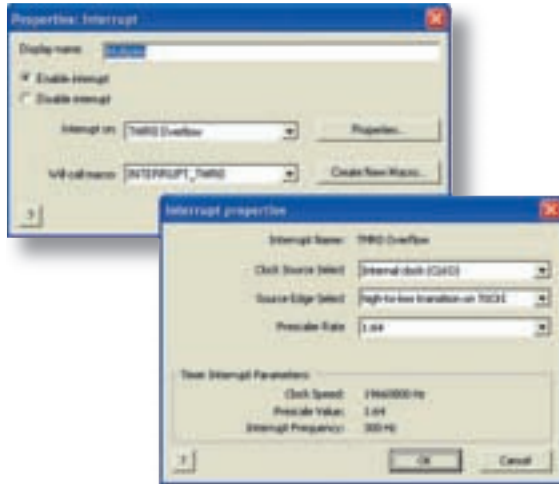 Properties: Interrupt
Display name:
Enable interrupt
Disable interrupt
Interrupt on: TMR0 Overflow
Properties...
Will call macro: INTERRUPT_TMR0
Create New Macro...
?
Interrupt properties
Interrupt Name: TMR0 Overflow
Clock Source Select Internal clock (CLKO)
Source Edge Select high-to-low transition on T0CKI
Prescaler Rate 1:64
Timer Interrupt Parameters
Clock Speed: 19660800 Hz
Prescale Value: 1:64
Interrupt Frequency: 300 Hz
?
OK
Cancel